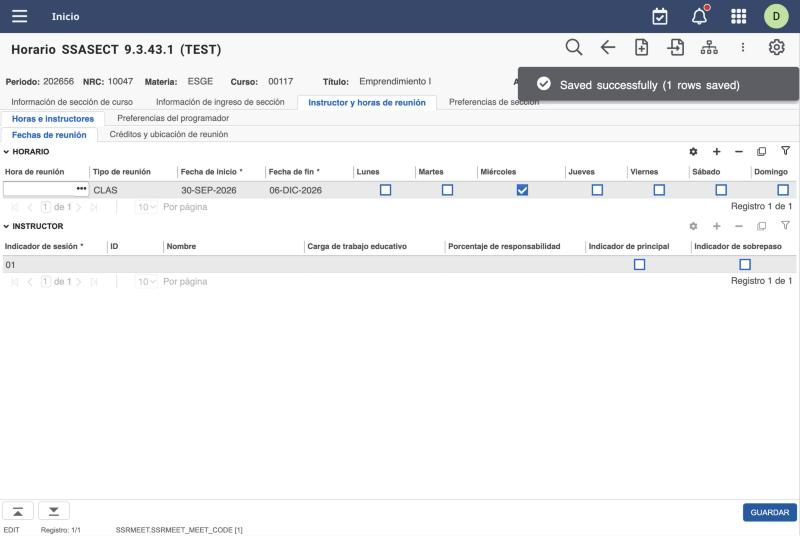 Inicio
D
Horario SSASECT 9.3.43.1 (TEST)
Periodo: 202656 NRC: 10047 Materia: ESGE Curso: 00117 Título: Emprendimiento I
Saved successfully (1 rows saved)
Información de sección de curso Información de ingreso de sección Instructor y horas de reunión Preferencias de sección
Horas e instructores Preferencias del programador
Fechas de reunión Créditos y ubicación de reunión
HORARIO
Hora de reunión Tipo de reunión Fecha de inicio * Fecha de fin * Lunes Martes Miércoles Jueves Viernes Sábado Domingo
••• CLAS 30-SEP-2026 06-DIC-2026
1 de 1 10 Por página Registro 1 de 1
INSTRUCTOR
Indicador de sesión * ID Nombre Carga de trabajo educativo Porcentaje de responsabilidad Indicador de principal Indicador de sobrepaso
01
1 de 1 10 Por página Registro 1 de 1
GUARDAR
EDIT Registro: 1/1 SSRMEET.SSRMEET_MEET_CODE [1]